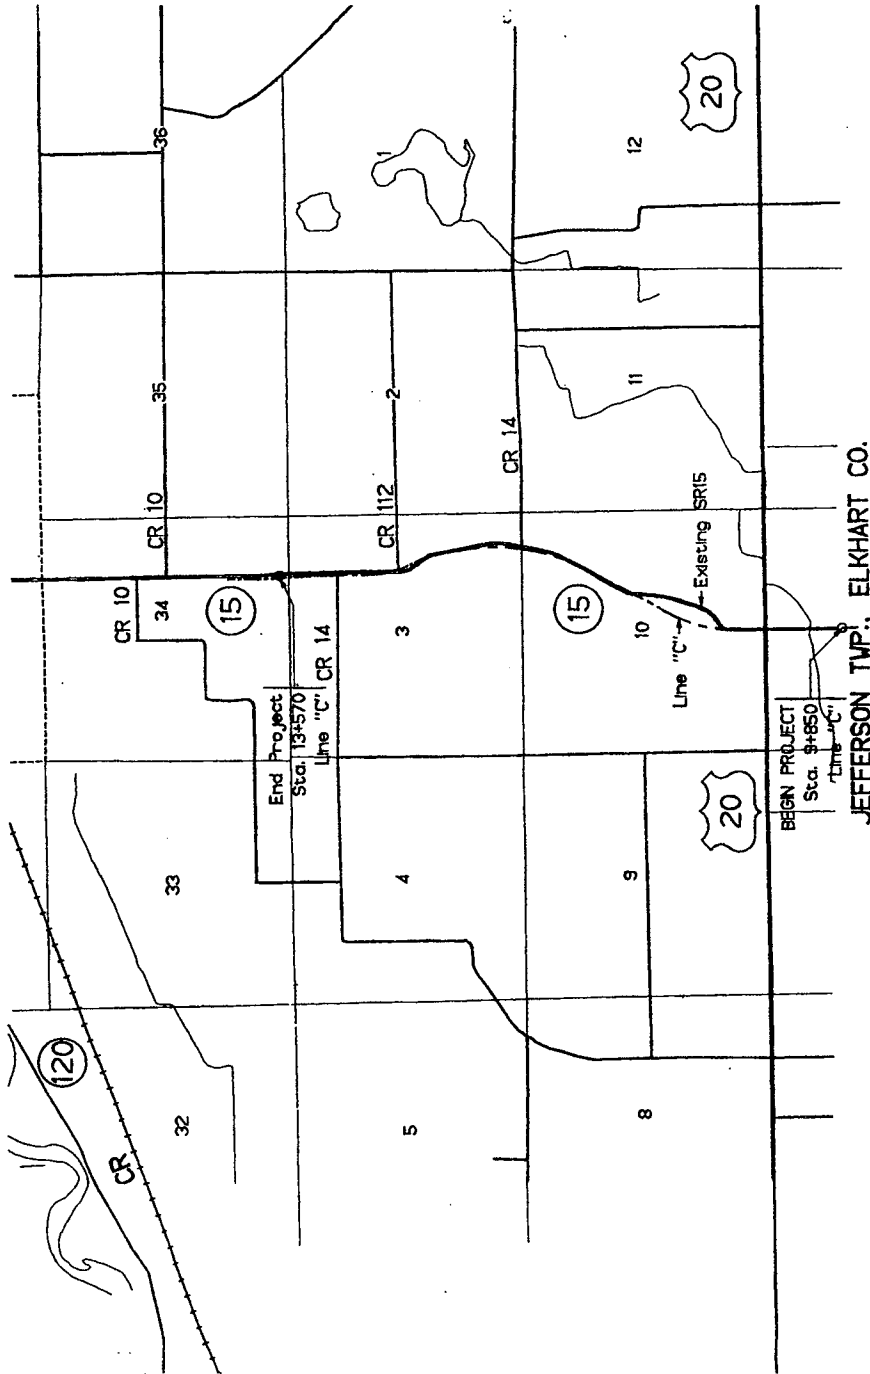 120
CR
CR 10
32
33
34
CR 10
35
36
15
End Project
Sta. 13+570
Line "C"
CR 14
5
4
3
CR 112
2
1
CR 14
15
8
9
10
11
12
Line "C"
Existing SR15
20
20
BEGIN PROJECT
Sta. 9+850
Line "C"
JEFFERSON TWP., ELKHART CO.